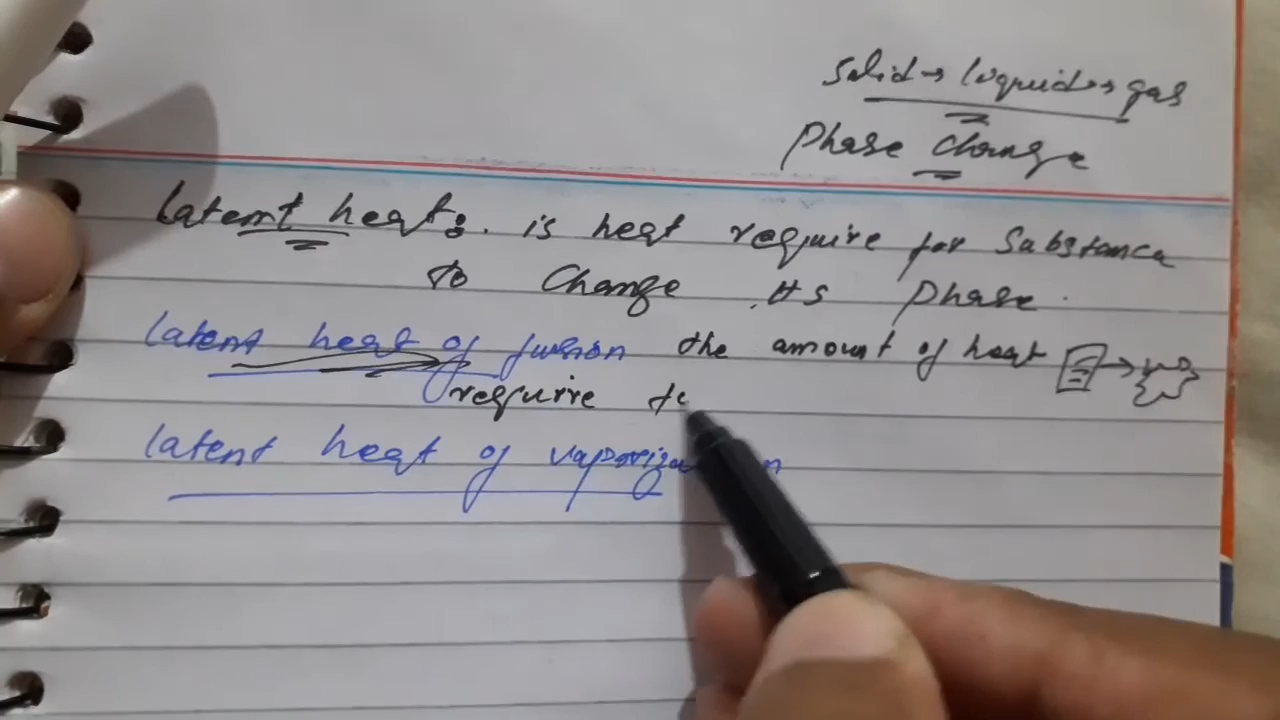 Solid → liquid → gas
Phase change
latent heat: is heat require for Substance
to Change its phase.
latent heat of fusion the amount of heat
require to
latent heat of vaporization